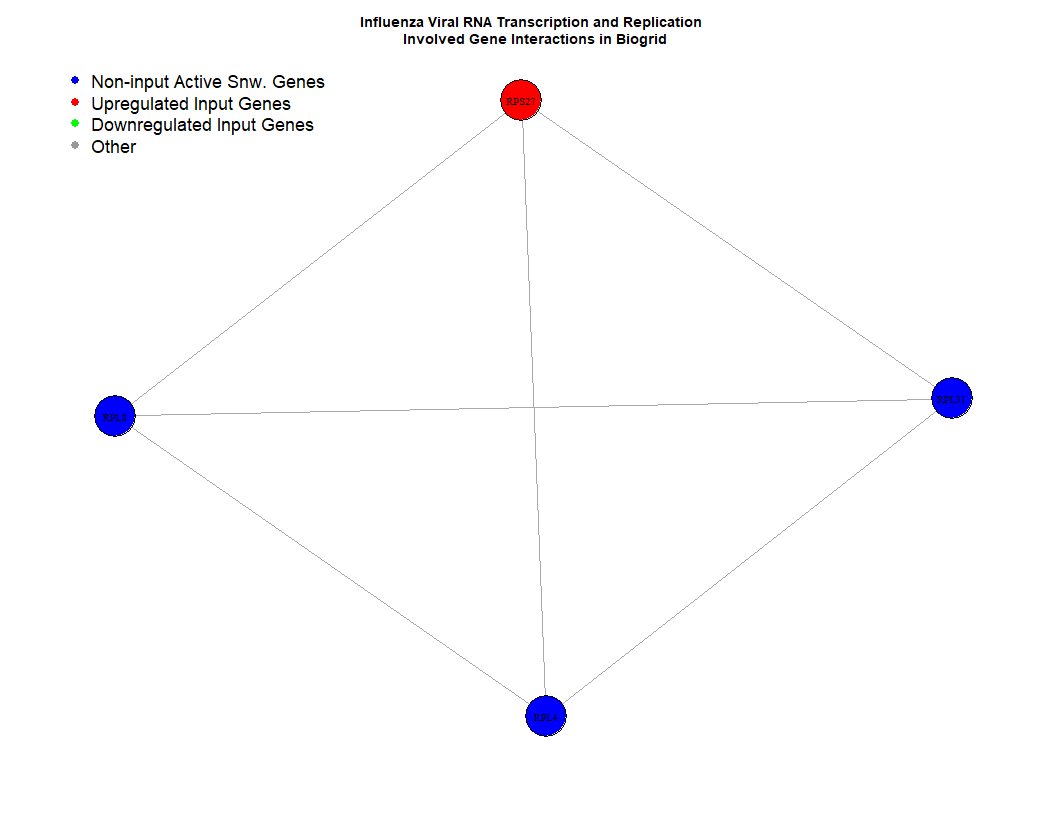 Influenza Viral RNA Transcription and Replication
Involved Gene Interactions in Biogrid
Non-input Active Snw. Genes
Upregulated Input Genes
Downregulated Input Genes
Other
RPS27
RPL31
RPL4